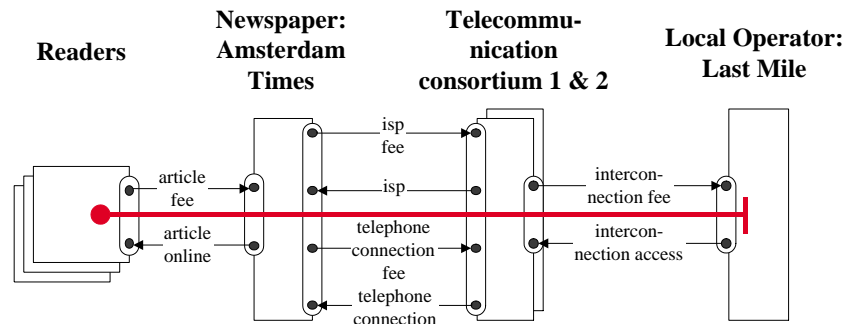 Readers
Newspaper:
Amsterdam
Times
Telecommu-
nication
consortium 1 & 2
Local Operator:
Last Mile
article
fee
article
online
isp
fee
isp
telephone
connection
fee
telephone
connection
intercon-
nection fee
intercon-
nection access